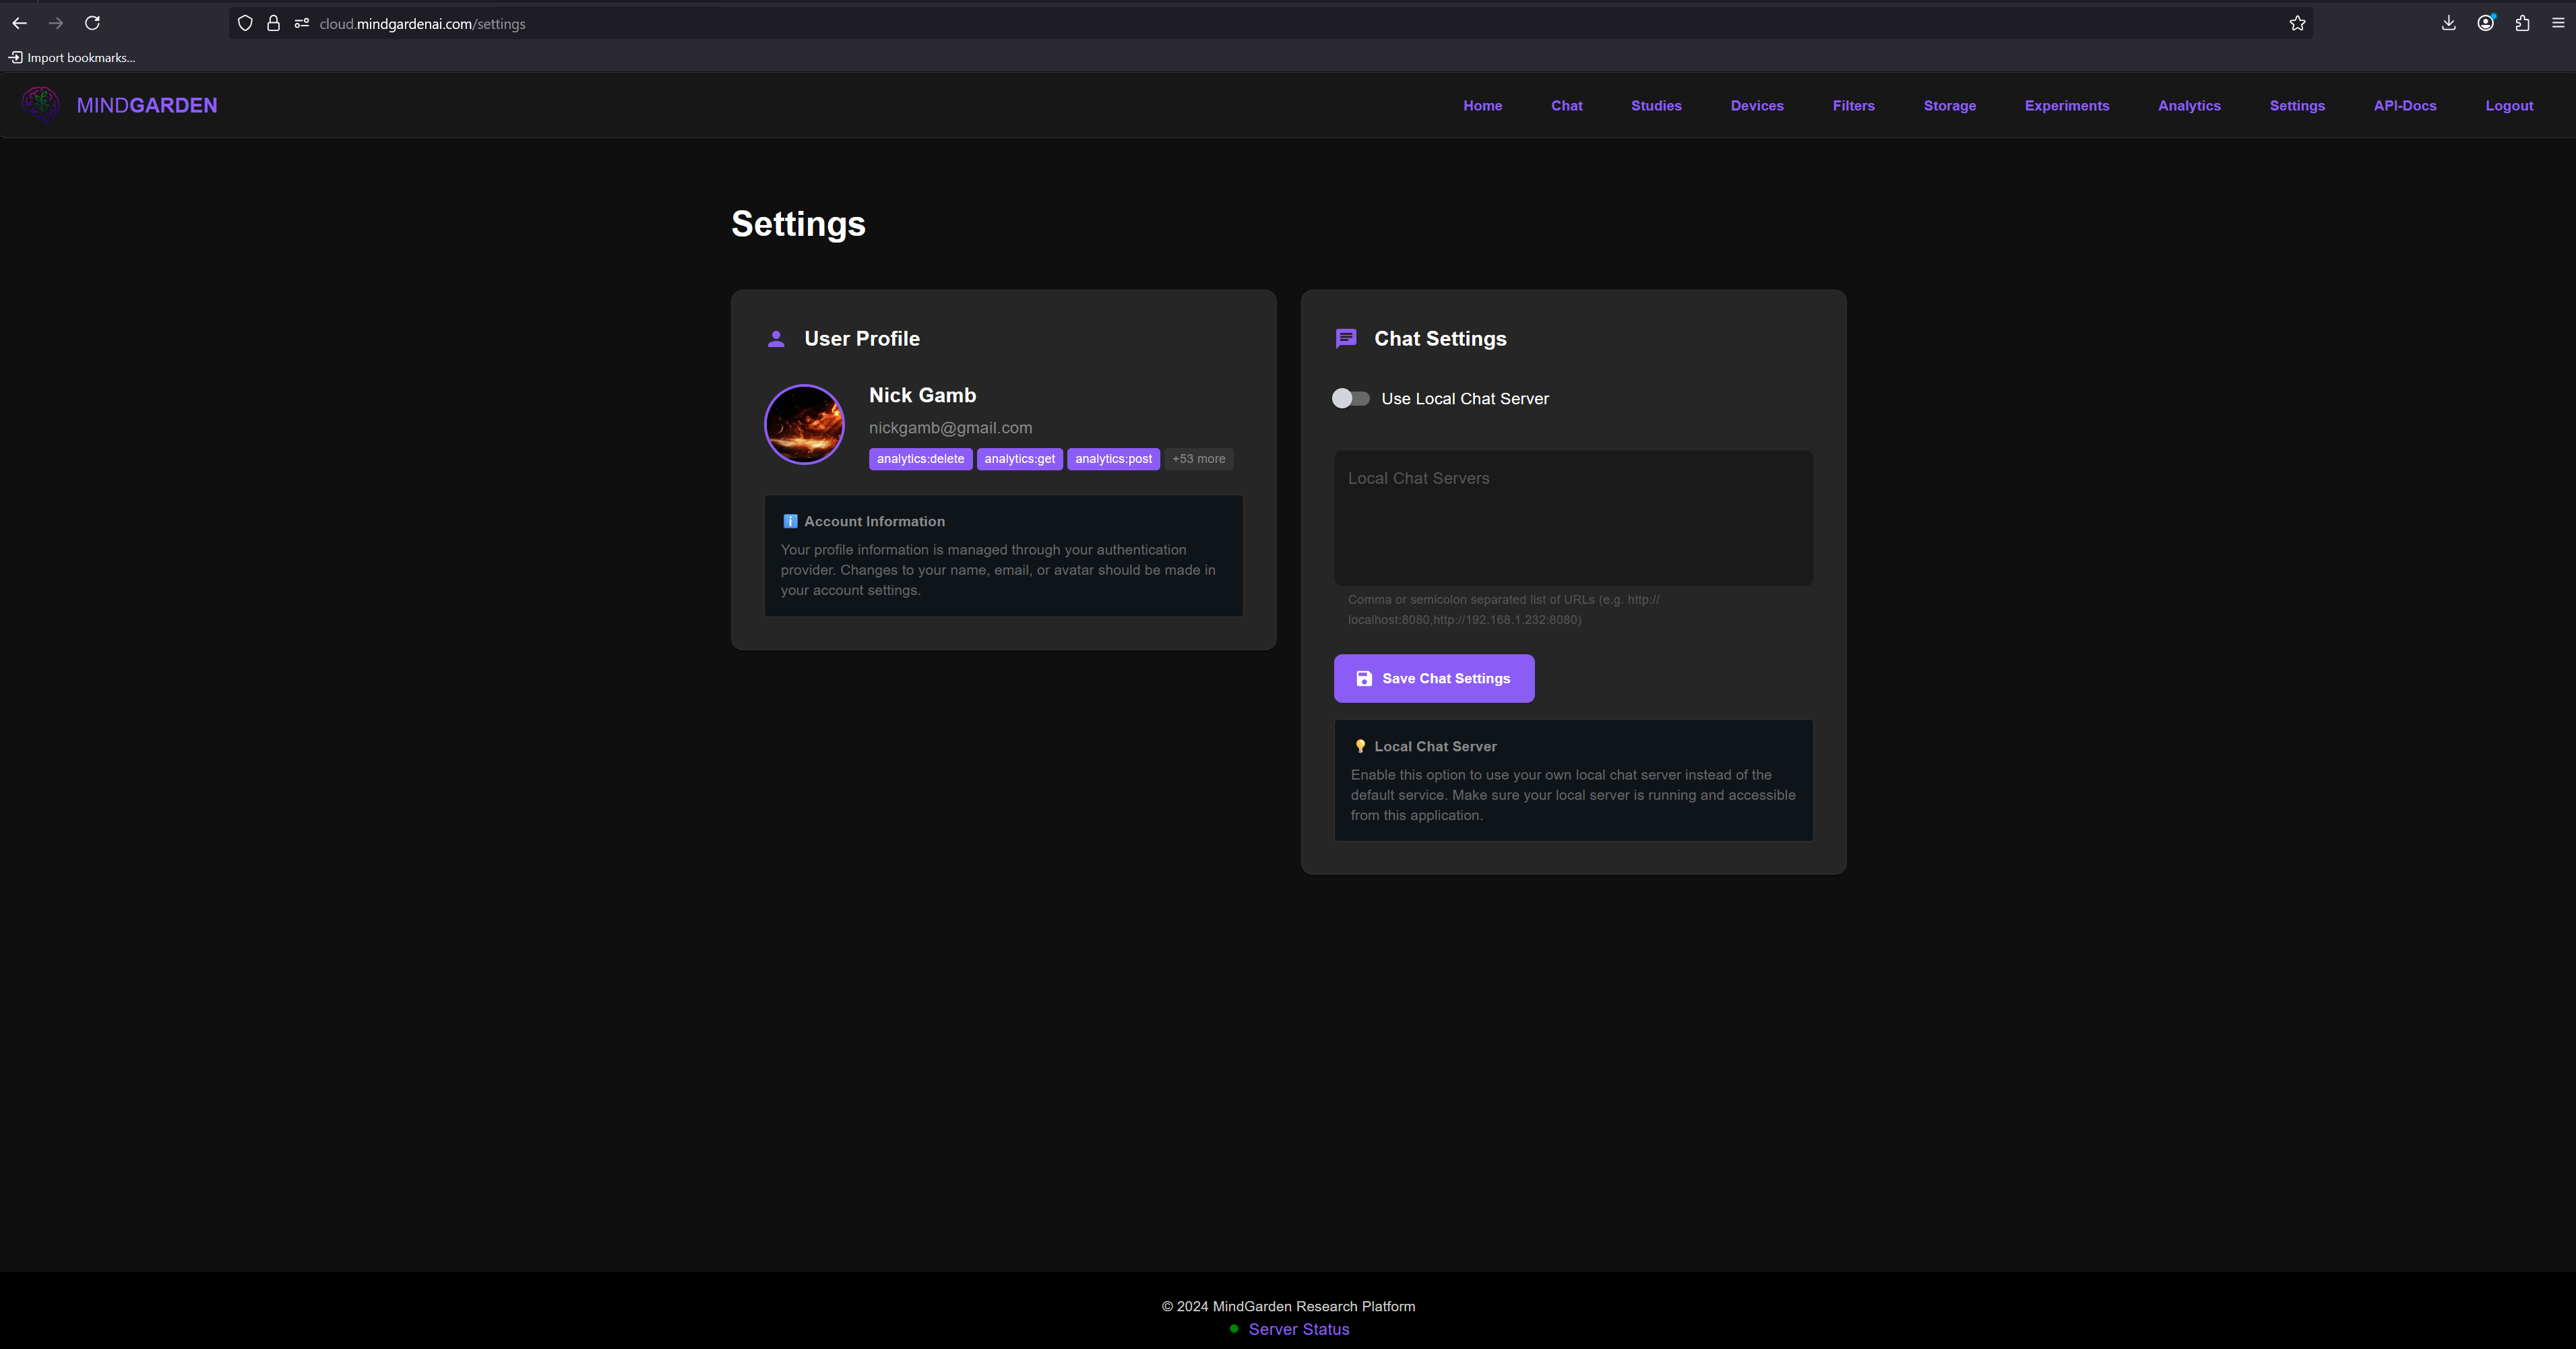 cloud.mindgardenai.com/settings
Import bookmarks...
MINDGARDEN
Home Chat Studies Devices Filters Storage Experiments Analytics Settings API-Docs Logout
Settings
User Profile
Nick Gamb
nickgamb@gmail.com
analytics:delete analytics:get analytics:post +53 more
Account Information
Your profile information is managed through your authentication
provider. Changes to your name, email, or avatar should be made in
your account settings.
Chat Settings
Use Local Chat Server
Local Chat Servers
Comma or semicolon separated list of URLs (e.g. http://
localhost:8080,http://192.168.1.232:8080)
Save Chat Settings
Local Chat Server
Enable this option to use your own local chat server instead of the
default service. Make sure your local server is running and accessible
from this application.
© 2024 MindGarden Research Platform
Server Status